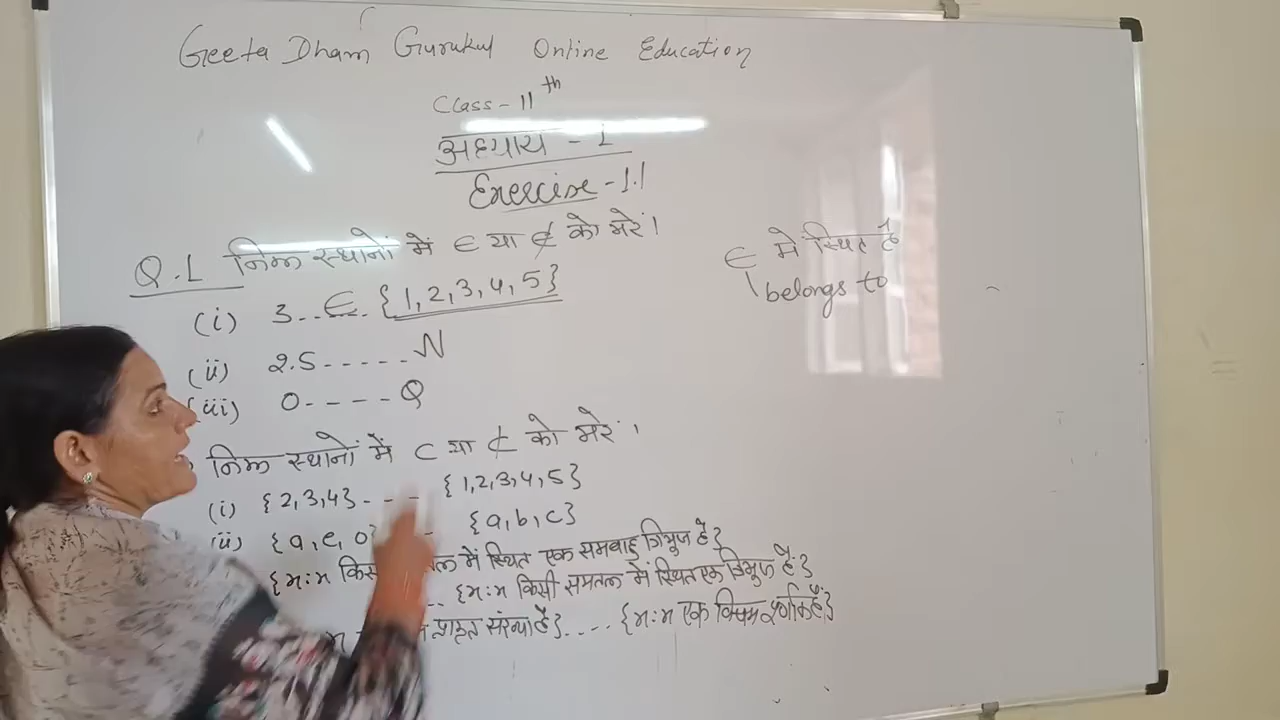 Geeta Dham Gurukul Online Education
Class - 11th
अध्याय - 1
Exercise - 1.1
Q.1 निम्न स्थानों में ∈ या ∉ को भरें।
(i) 3..∈.. {1,2,3,4,5}
(ii) 2.5 ----- N
(iii) 0 ---- Q
निम्न स्थानों में ⊂ या ⊄ को भरें।
(i) {2,3,4} - - - {1,2,3,4,5}
(ii) {a, e, o} - {a, b, c}
{x:x में स्थित एक समबाहु त्रिभुज है}
.. {x:x किसी समतल में स्थित एक त्रिभुज है}
संख्या है} .... {x:x एक विषम पूर्णांक है}
∈ में स्थित है
belongs to